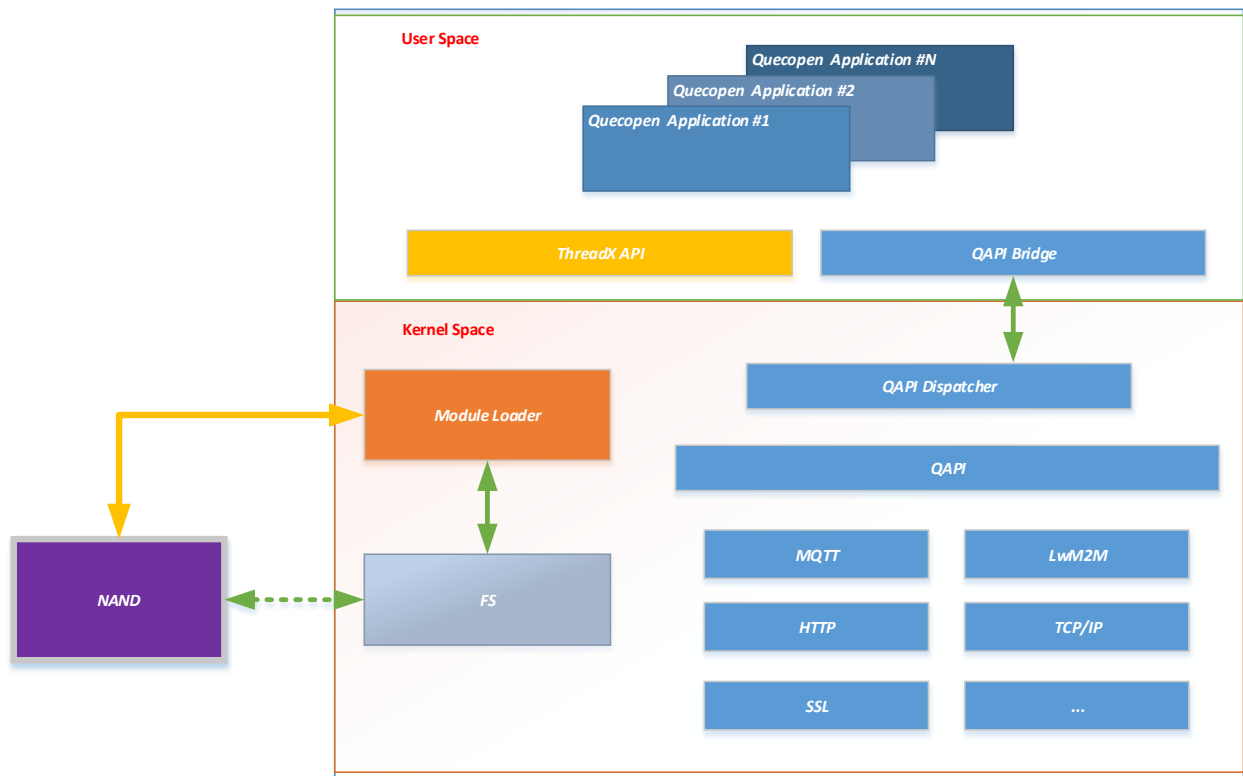 User Space
Quecopen Application #N
Quecopen Application #2
Quecopen Application #1
ThreadX API
QAPI Bridge
Kernel Space
QAPI Dispatcher
Module Loader
QAPI
MQTT
LwM2M
NAND
FS
HTTP
TCP/IP
SSL
...